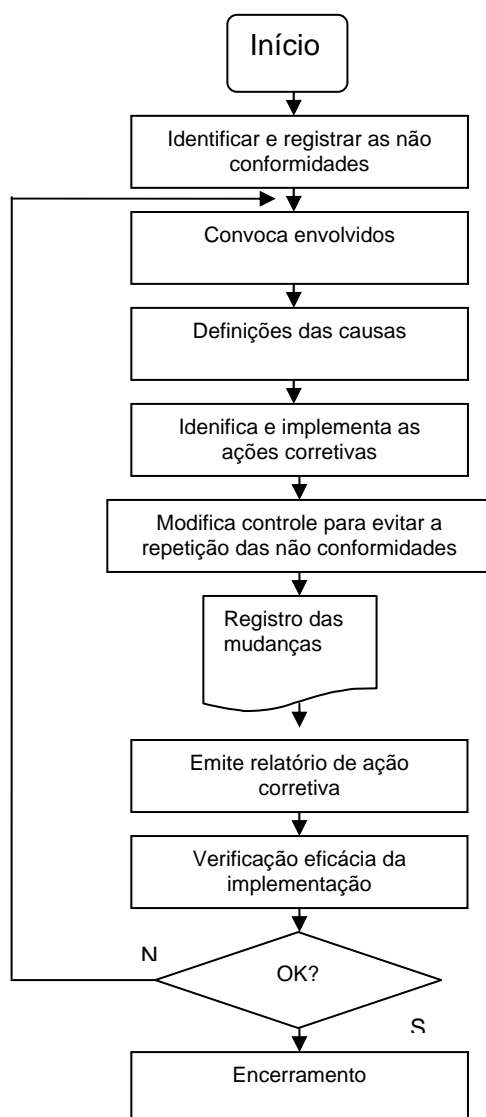 Início
Identificar e registrar as não
conformidades
Convoca envolvidos
Definições das causas
Idenifica e implementa as
ações corretivas
Modifica controle para evitar a
repetição das não conformidades
Registro das
mudanças
Emite relatório de ação
corretiva
Verificação eficácia da
implementação
N
OK?
S
Encerramento